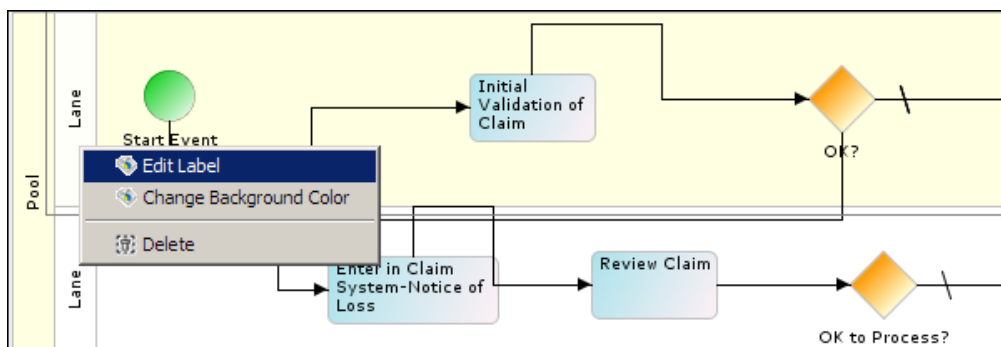 Pool
Lane
Start Event
Initial
Validation of
Claim
OK?
Edit Label
Change Background Color
Delete
Lane
Enter in Claim
System-Notice of
Loss
Review Claim
OK to Process?